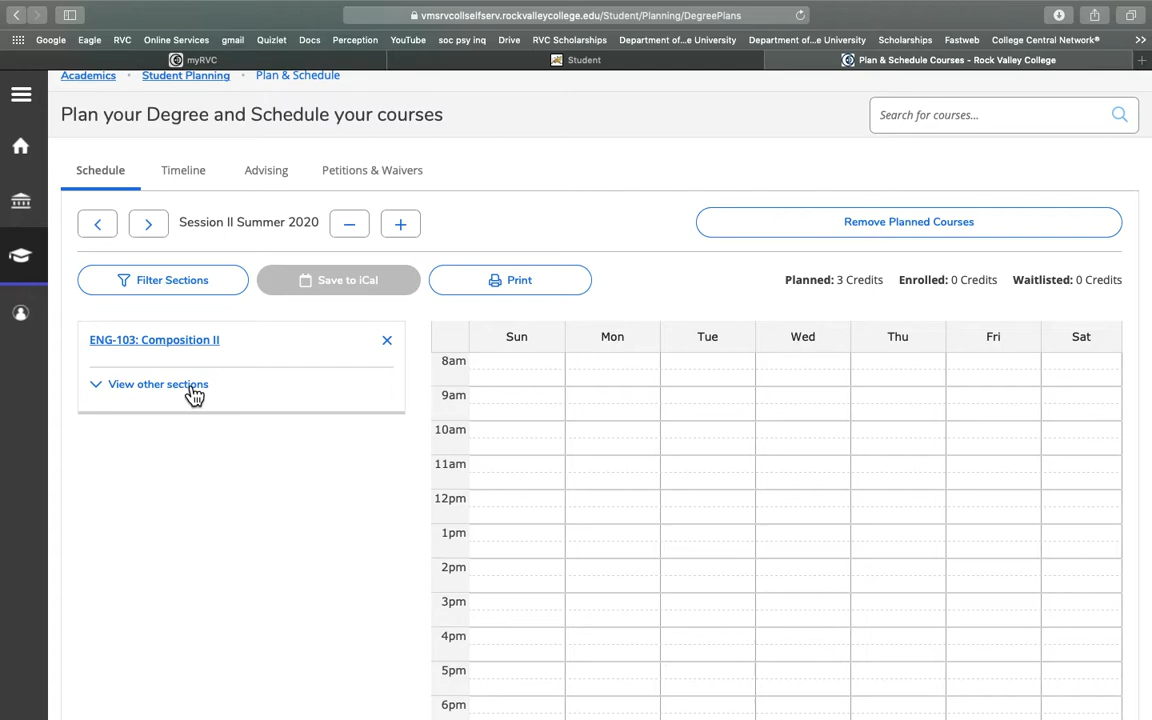 vmsrvcollselfserv.rockvalleycollege.edu/Student/Planning/DegreePlans
Google Eagle RVC Online Services gmail Quizlet Docs Perception YouTube soc psy inq Drive RVC Scholarships Department of...e University Department of...e University Scholarships Fastweb College Central Network®
myRVC Student Plan & Schedule Courses - Rock Valley College
Academics • Student Planning • Plan & Schedule
Plan your Degree and Schedule your courses
Search for courses...
Schedule Timeline Advising Petitions & Waivers
Session II Summer 2020
Remove Planned Courses
Filter Sections Save to iCal Print Planned: 3 Credits Enrolled: 0 Credits Waitlisted: 0 Credits
ENG-103: Composition II
View other sections
Sun Mon Tue Wed Thu Fri Sat
8am
9am
10am
11am
12pm
1pm
2pm
3pm
4pm
5pm
6pm